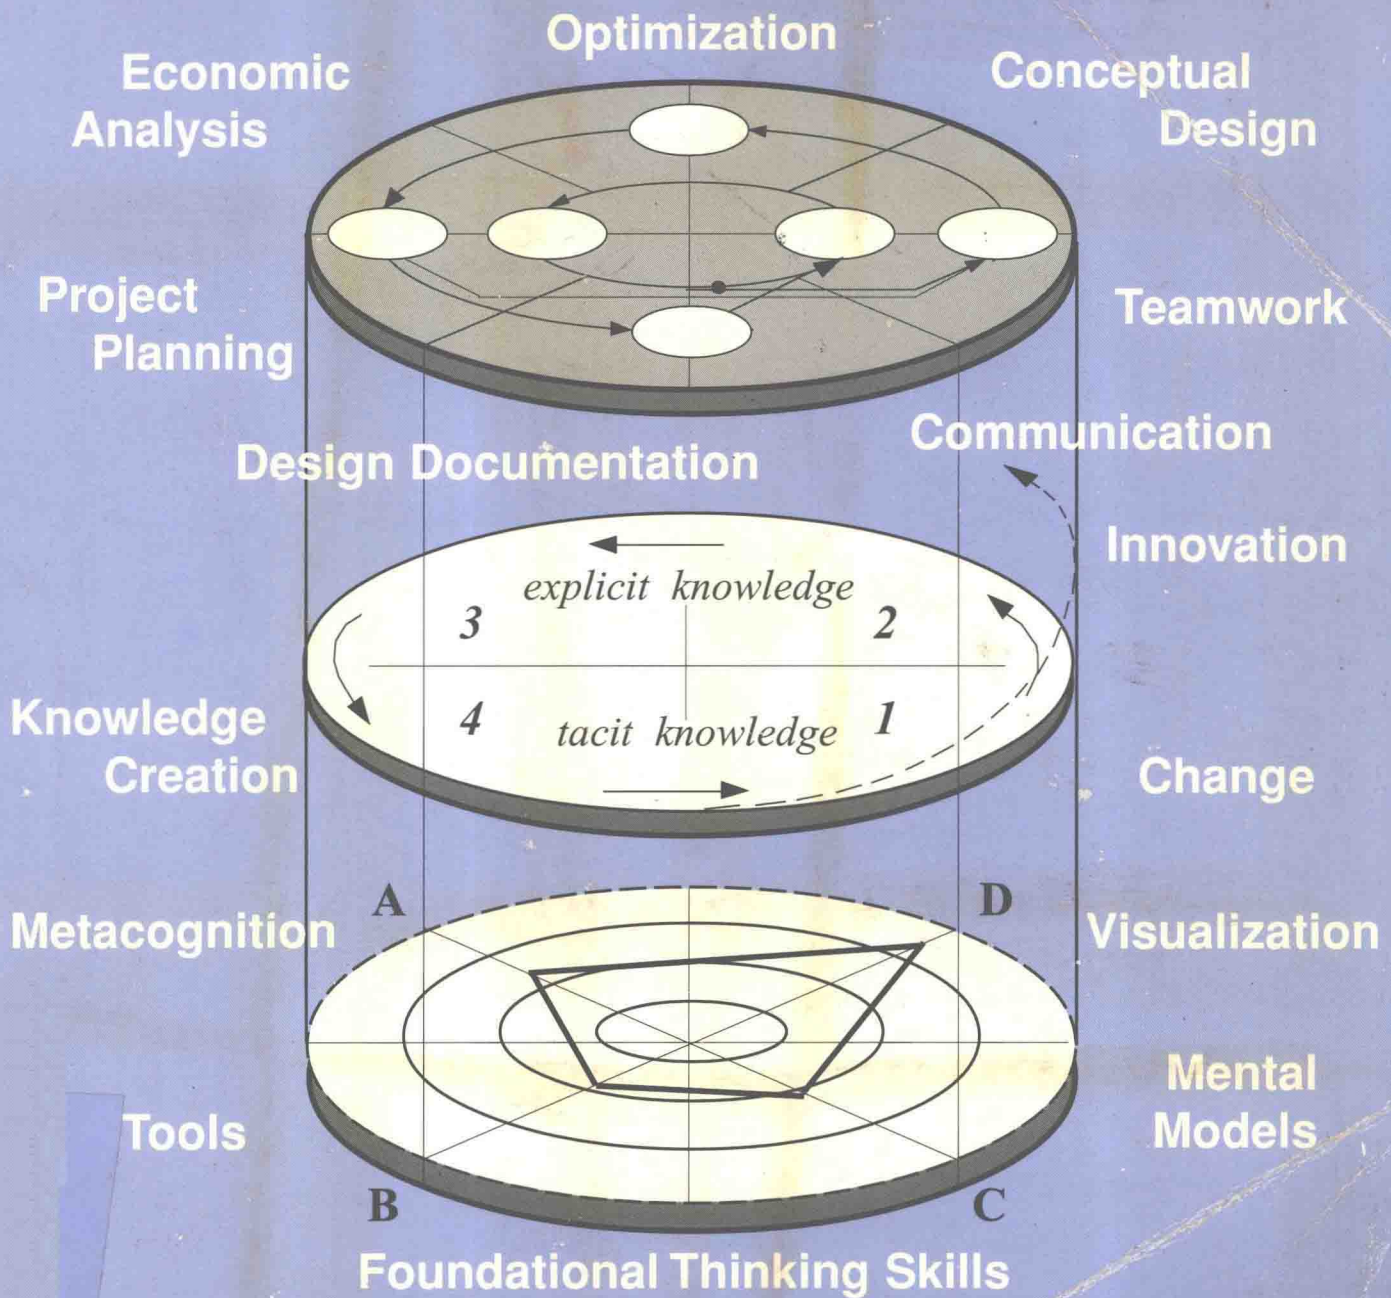 Optimization
Economic
Analysis
Conceptual
Design
Project
Planning
Teamwork
Communication
Design Documentation
Innovation
explicit knowledge
3
2
4
1
tacit knowledge
Knowledge
Creation
Change
A
D
Metacognition
Visualization
Mental
Models
Tools
B
C
Foundational Thinking Skills